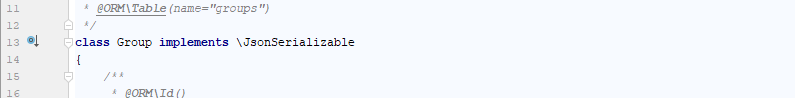 11 * @ORM\Table(name="groups")
12 */
13 class Group implements \JsonSerializable
14 {
15 /**
16 * @ORM\Id()